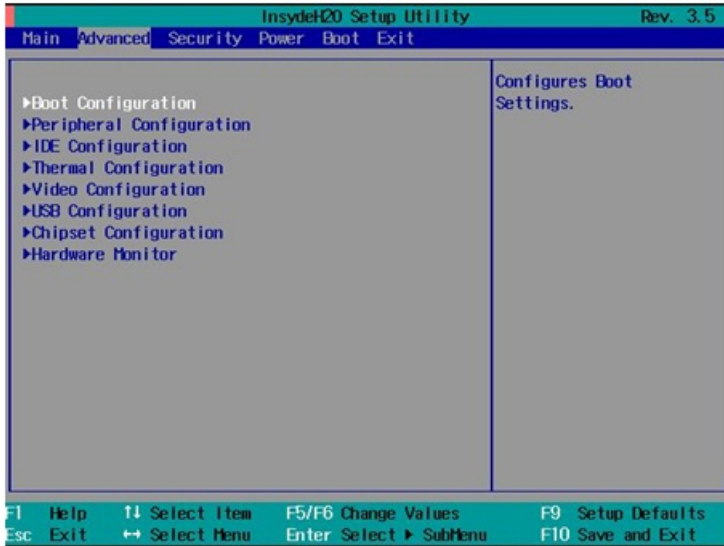 InsydeH20 Setup Utility Rev. 3.5
Main Advanced Security Power Boot Exit
▶Boot Configuration
▶Peripheral Configuration
▶IDE Configuration
▶Thermal Configuration
▶Video Configuration
▶USB Configuration
▶Chipset Configuration
▶Hardware Monitor
Configures Boot
Settings.
F1 Help ↑↓ Select Item F5/F6 Change Values F9 Setup Defaults
Esc Exit ↔ Select Menu Enter Select ▶ SubMenu F10 Save and Exit